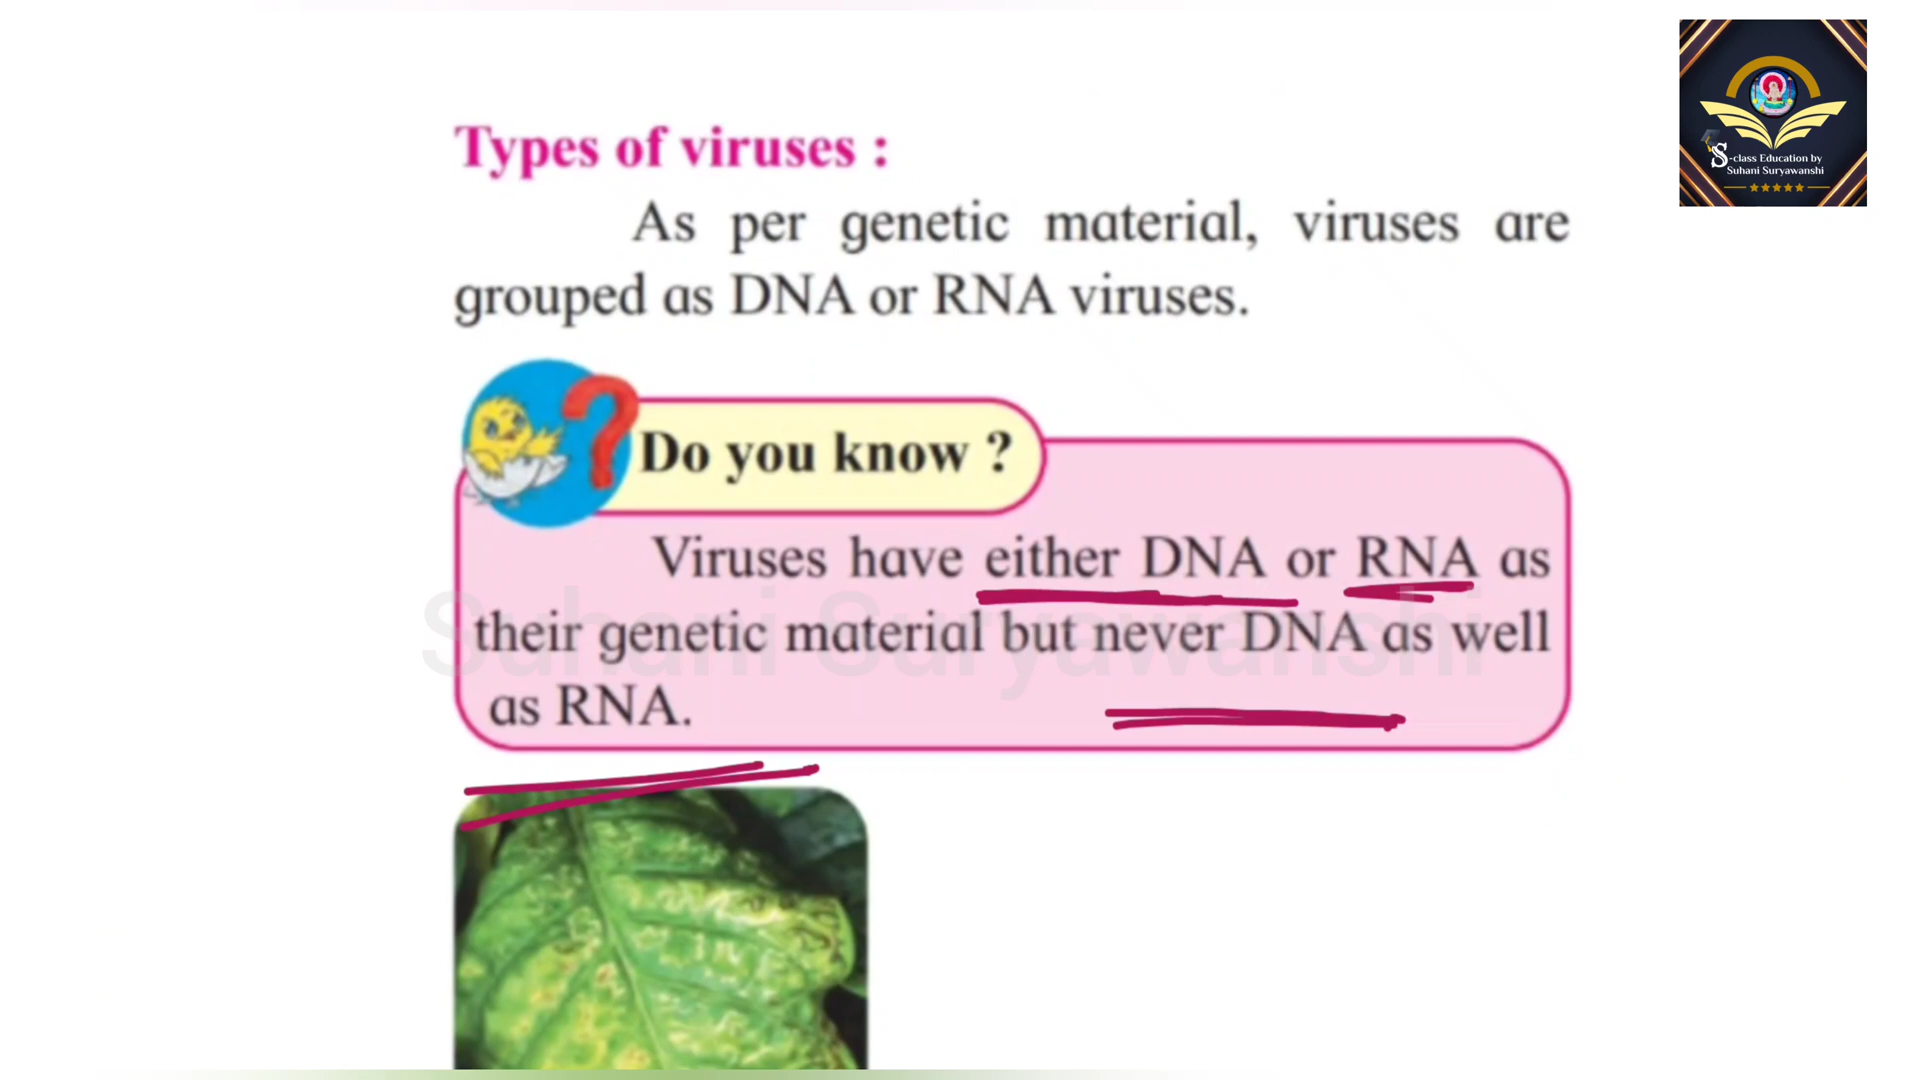 S-class Education by
Suhani Suryawanshi
Types of viruses :
As per genetic material, viruses are
grouped as DNA or RNA viruses.
Do you know ?
Viruses have either DNA or RNA as
their genetic material but never DNA as well
as RNA.
Suhani Suryawanshi